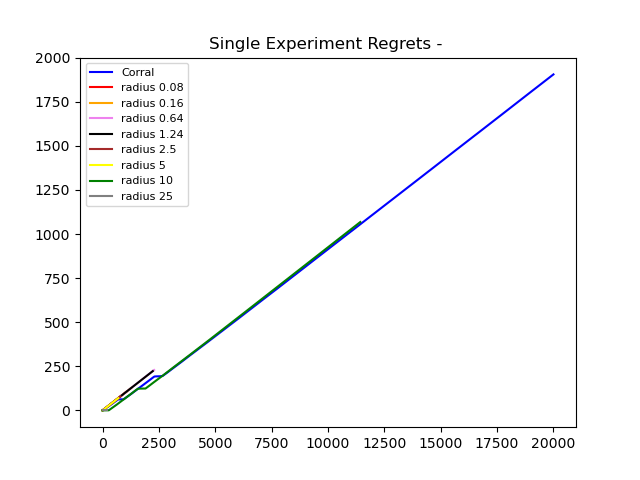 Single Experiment Regrets -
2000
1750
1500
1250
1000
750
500
250
0
Corral
radius 0.08
radius 0.16
radius 0.64
radius 1.24
radius 2.5
radius 5
radius 10
radius 25
0 2500 5000 7500 10000 12500 15000 17500 20000